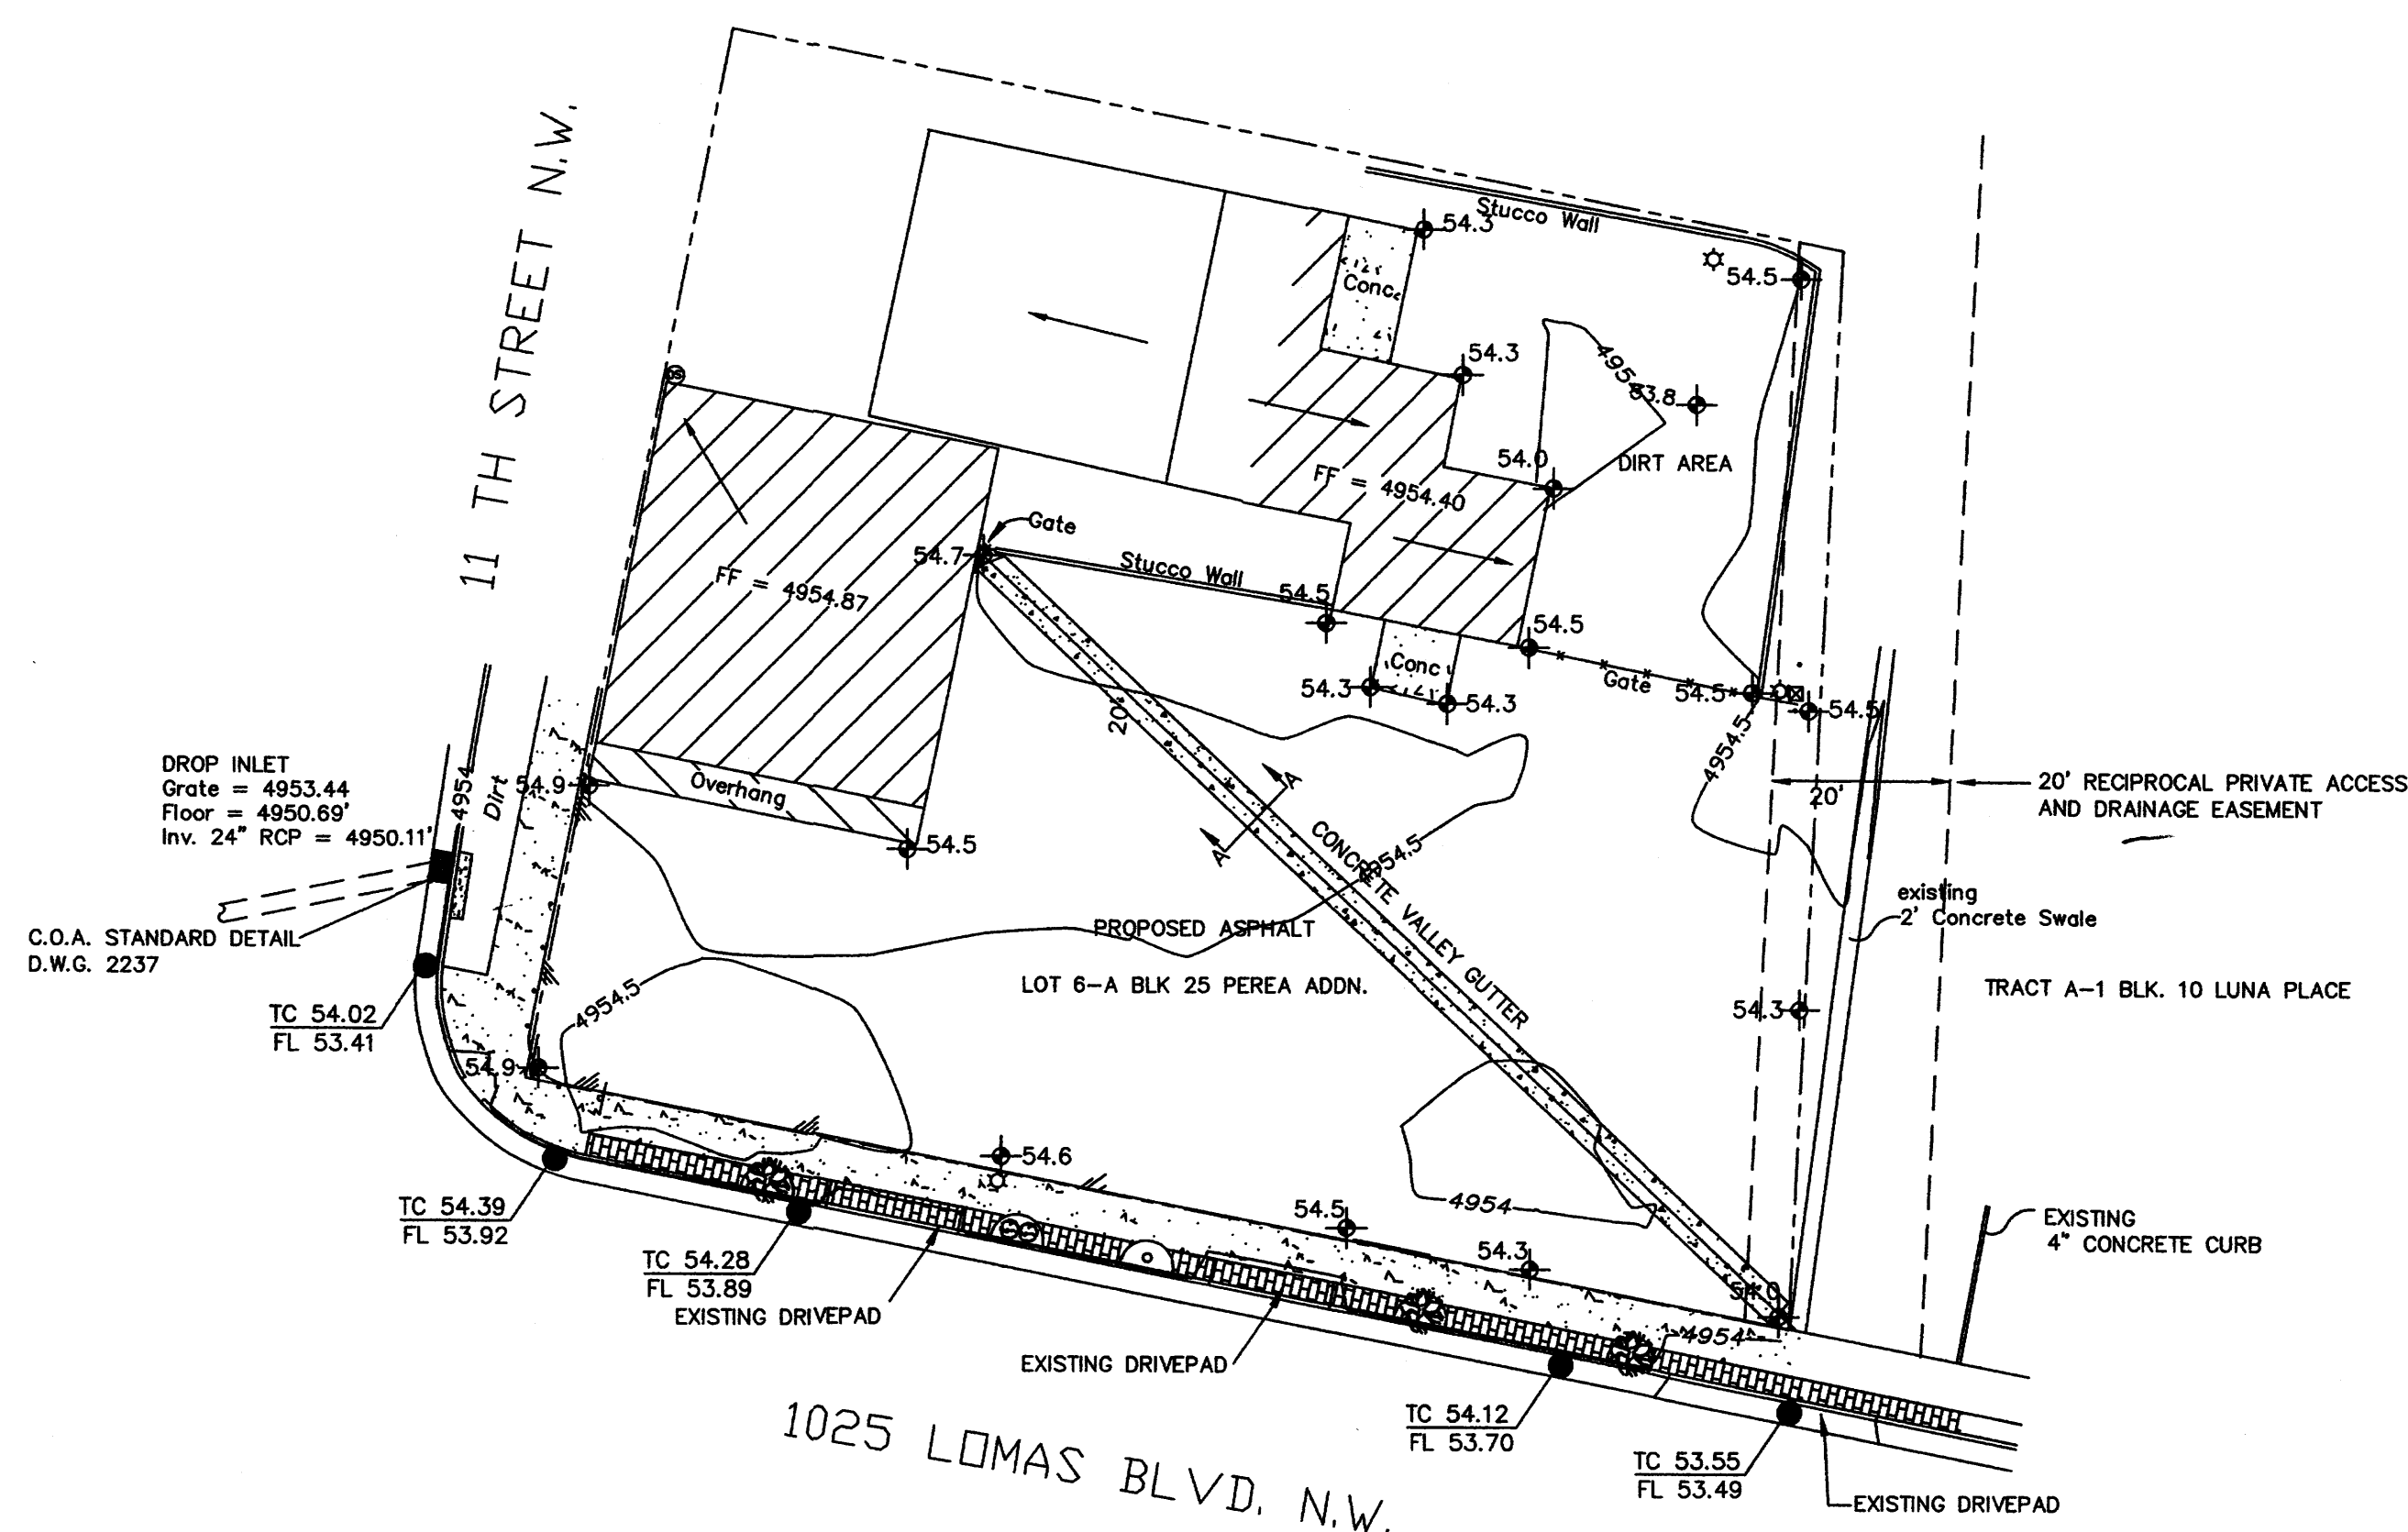 11 TH STREET N.W.
Stucco Wall
54.3
Conc.
54.5
54.3
495
53.8
54.0
DIRT AREA
FF = 4954.40
DS
Gate
54.7
Stucco Wall
FF = 4954.87
54.5
54.5
Conc
54.3
54.3
Gate
54.5
54.5
20'
4954.5
20'
20' RECIPROCAL PRIVATE ACCESS
AND DRAINAGE EASEMENT
DROP INLET
Grate = 4953.44
Floor = 4950.69'
Inv. 24" RCP = 4950.11'
4954
Dirt
54.9
Overhang
54.5
A
A
CONCRETE VALLEY GUTTER
4954.5
existing
2' Concrete Swale
PROPOSED ASPHALT
LOT 6-A BLK 25 PEREA ADDN.
TRACT A-1 BLK. 10 LUNA PLACE
C.O.A. STANDARD DETAIL
D.W.G. 2237
4954.5
54.3
TC 54.02
FL 53.41
54.9
54.6
54.5
4954
54.3
54.0
4954
TC 54.39
FL 53.92
TC 54.28
FL 53.89
EXISTING DRIVEPAD
EXISTING
4" CONCRETE CURB
EXISTING DRIVEPAD
TC 54.12
FL 53.70
TC 53.55
FL 53.49
EXISTING DRIVEPAD
1025 LOMAS BLVD. N.W.